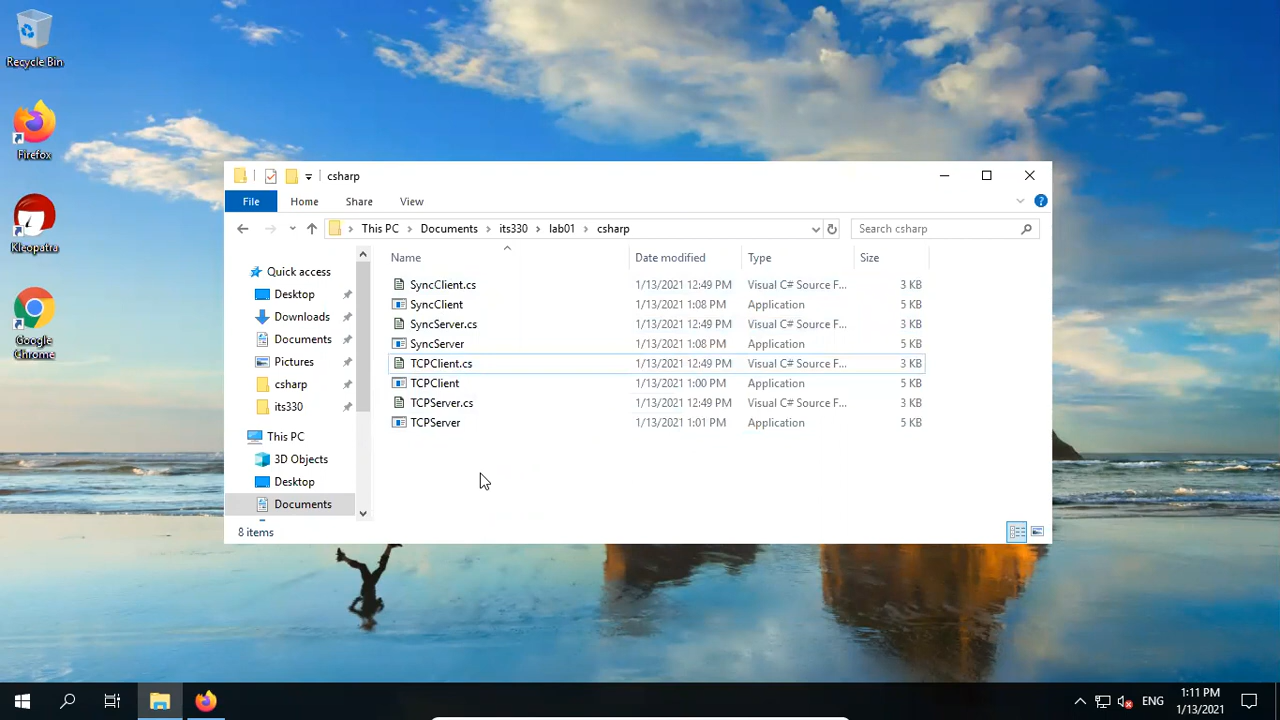 Recycle Bin
Firefox
Kleopatra
Google
Chrome
csharp
File
Home
Share
View
This PC
Documents
its330
lab01
csharp
Search csharp
Name
Date modified
Type
Size
Quick access
Desktop
Downloads
Documents
Pictures
csharp
its330
This PC
3D Objects
Desktop
Documents
SyncClient.cs 1/13/2021 12:49 PM Visual C# Source F... 3 KB
SyncClient 1/13/2021 1:08 PM Application 5 KB
SyncServer.cs 1/13/2021 12:49 PM Visual C# Source F... 3 KB
SyncServer 1/13/2021 1:08 PM Application 5 KB
TCPClient.cs 1/13/2021 12:49 PM Visual C# Source F... 3 KB
TCPClient 1/13/2021 1:00 PM Application 5 KB
TCPServer.cs 1/13/2021 12:49 PM Visual C# Source F... 3 KB
TCPServer 1/13/2021 1:01 PM Application 5 KB
8 items
ENG
1:11 PM
1/13/2021